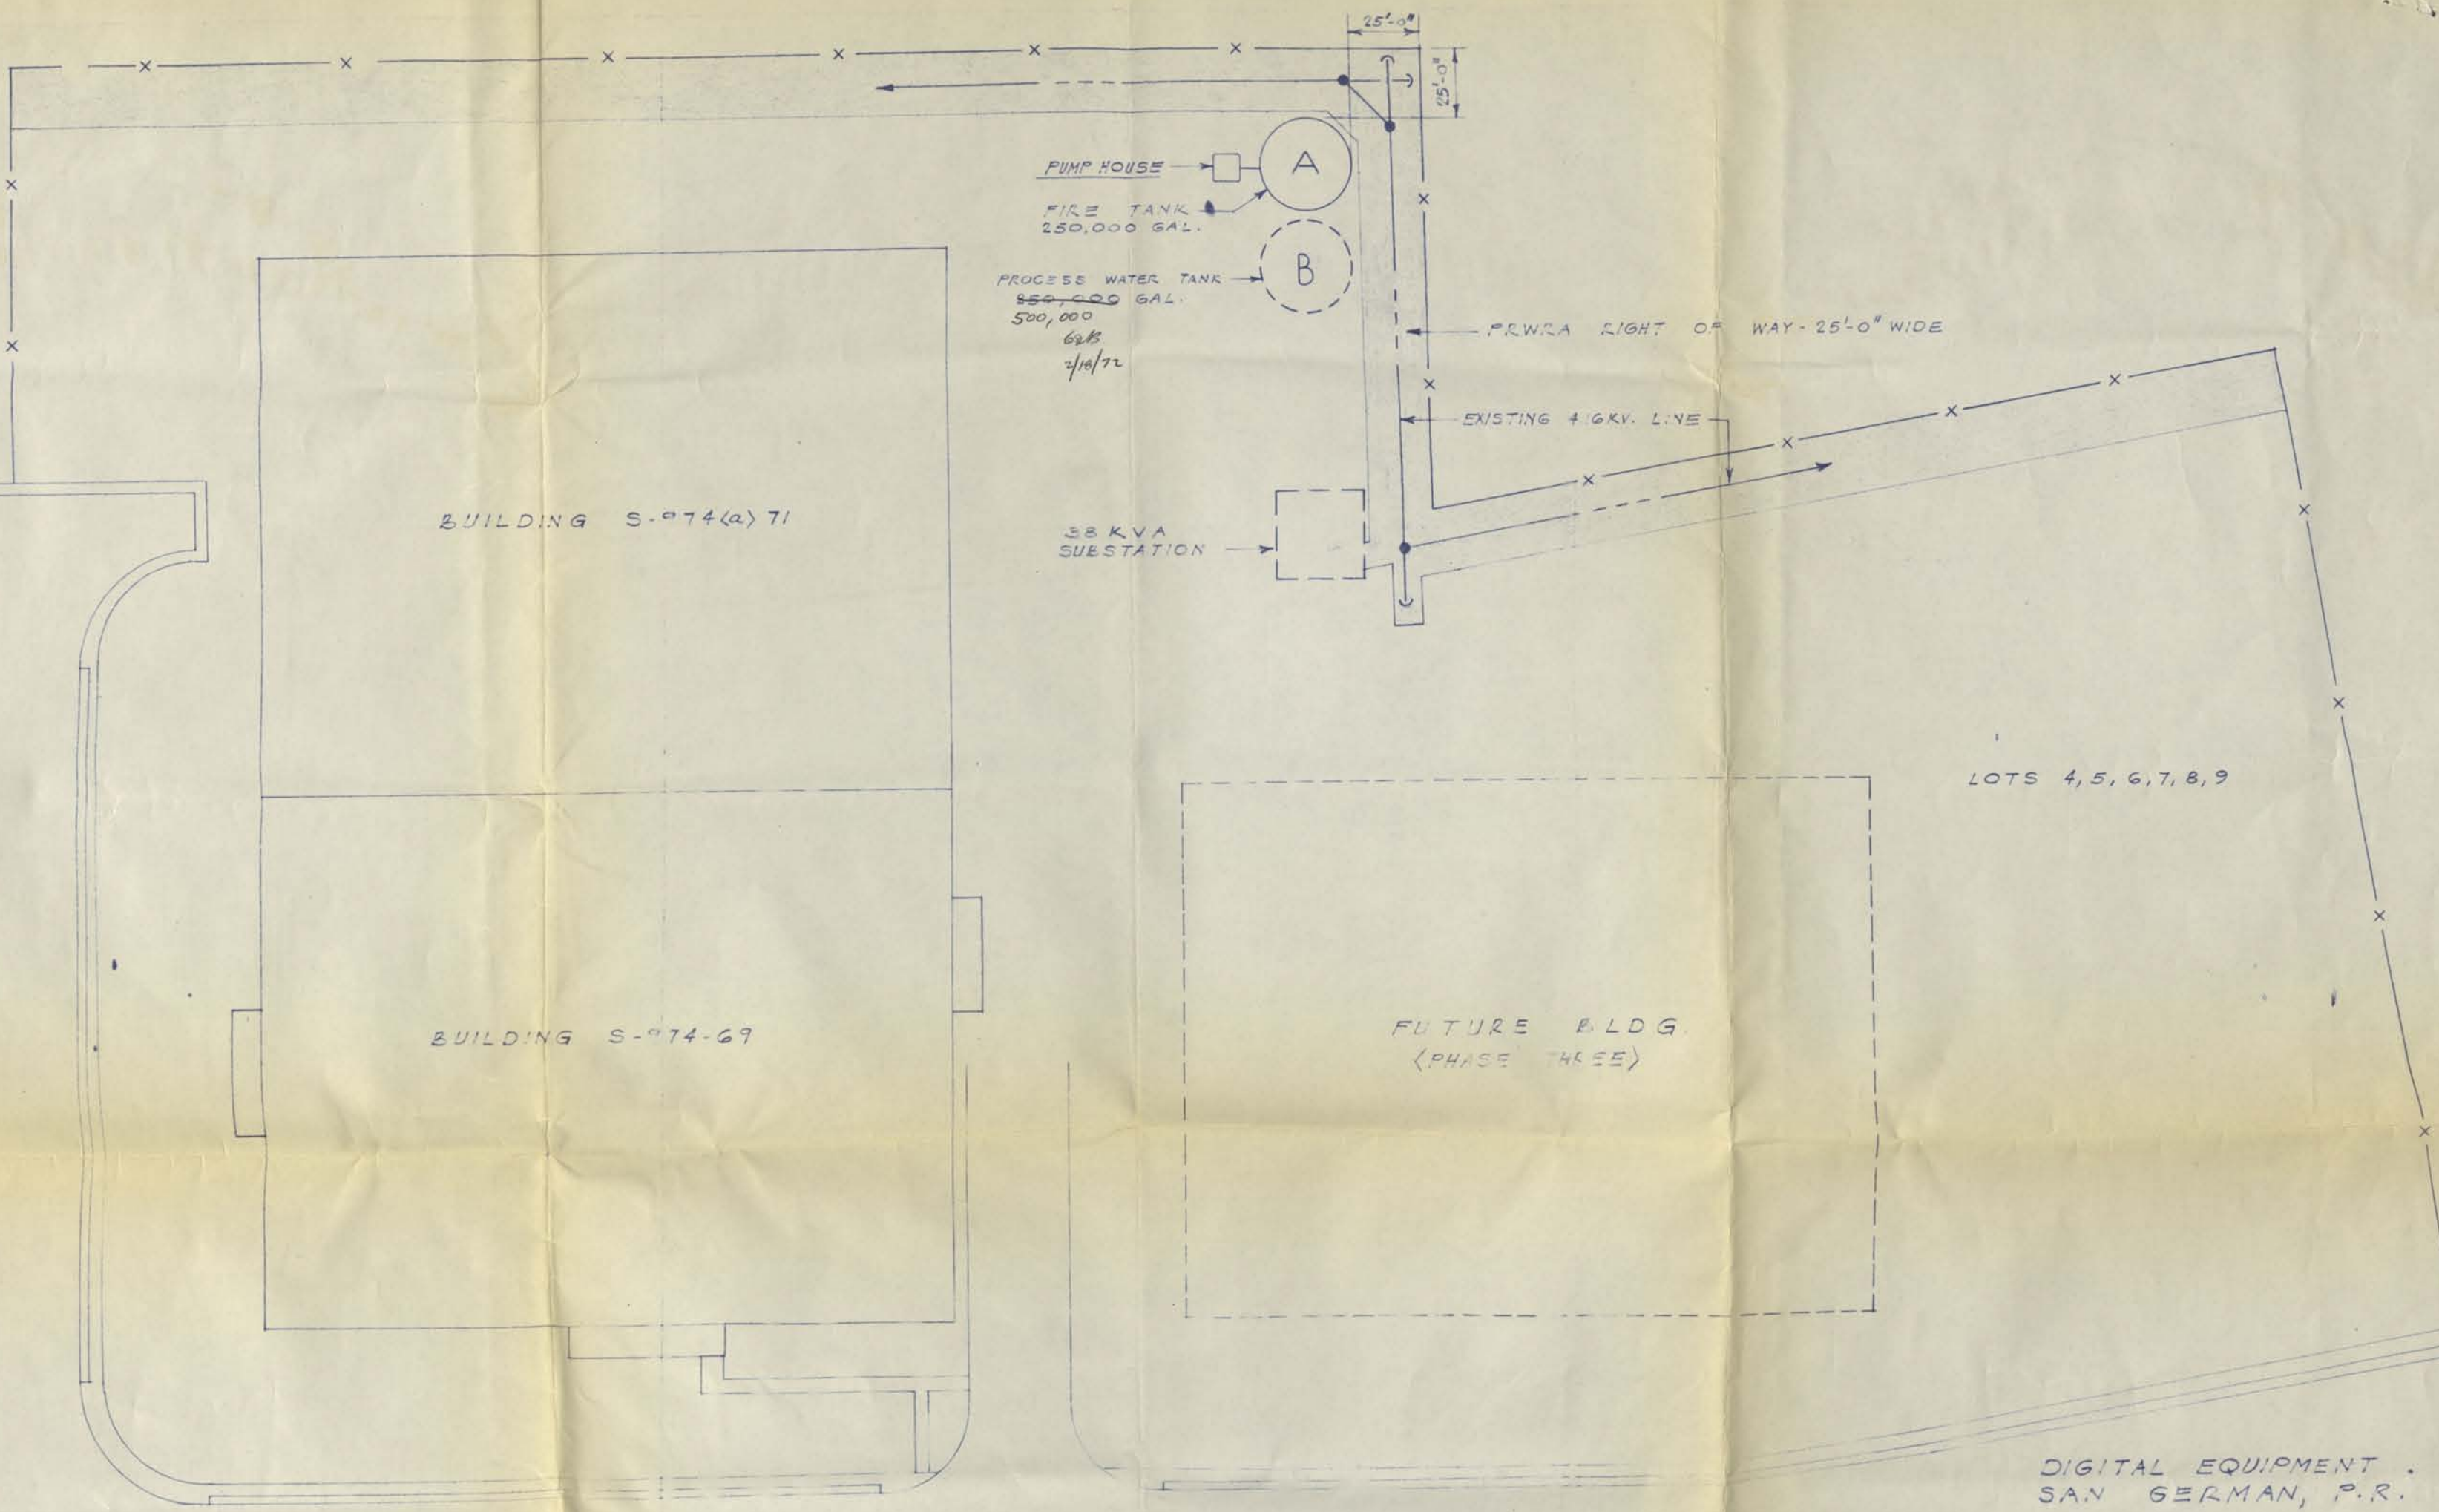 25'-0"
25'-0"
PUMP HOUSE
A
FIRE TANK
250,000 GAL.
B
PROCESS WATER TANK
850,000 GAL.
500,000
2/18/72
PRWRA RIGHT OF WAY - 25'-0" WIDE
EXISTING 4.16KV. LINE
BUILDING S-974(a)71
38 KVA
SUBSTATION
LOTS 4, 5, 6, 7, 8, 9
BUILDING S-974-69
FUTURE BLDG.
(PHASE THREE)
DIGITAL EQUIPMENT.
SAN GERMAN, P.R.